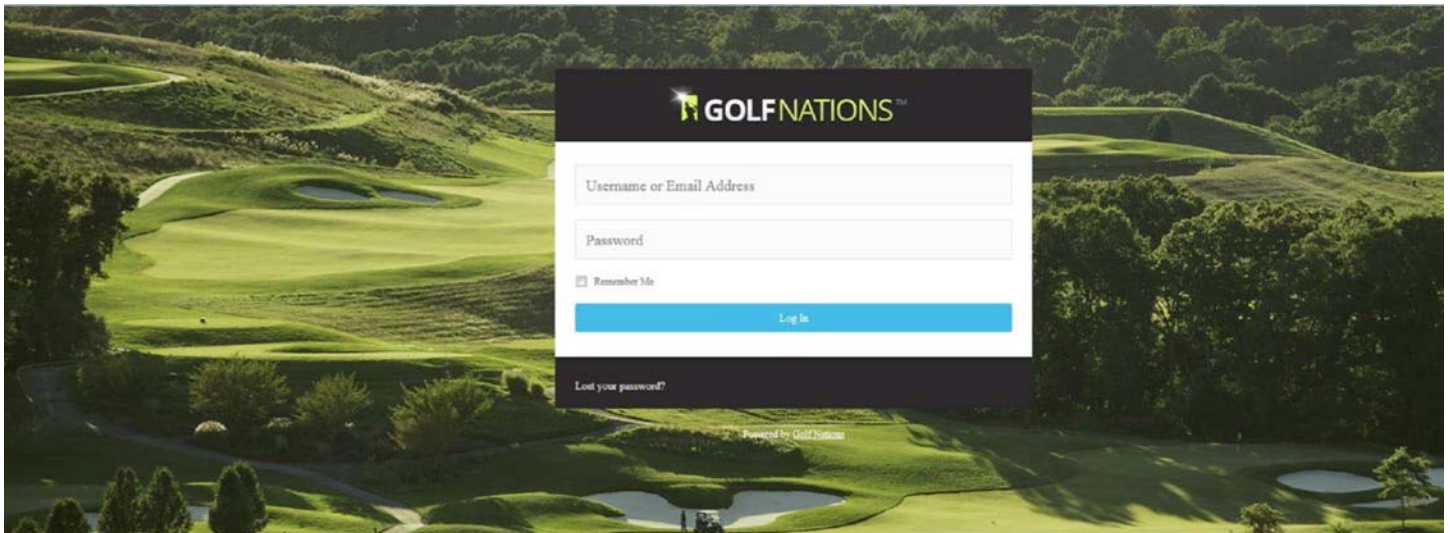 GOLFNATIONS™
Username or Email Address
Password
Remember Me
Log In
Lost your password?
Powered by Golf Nations